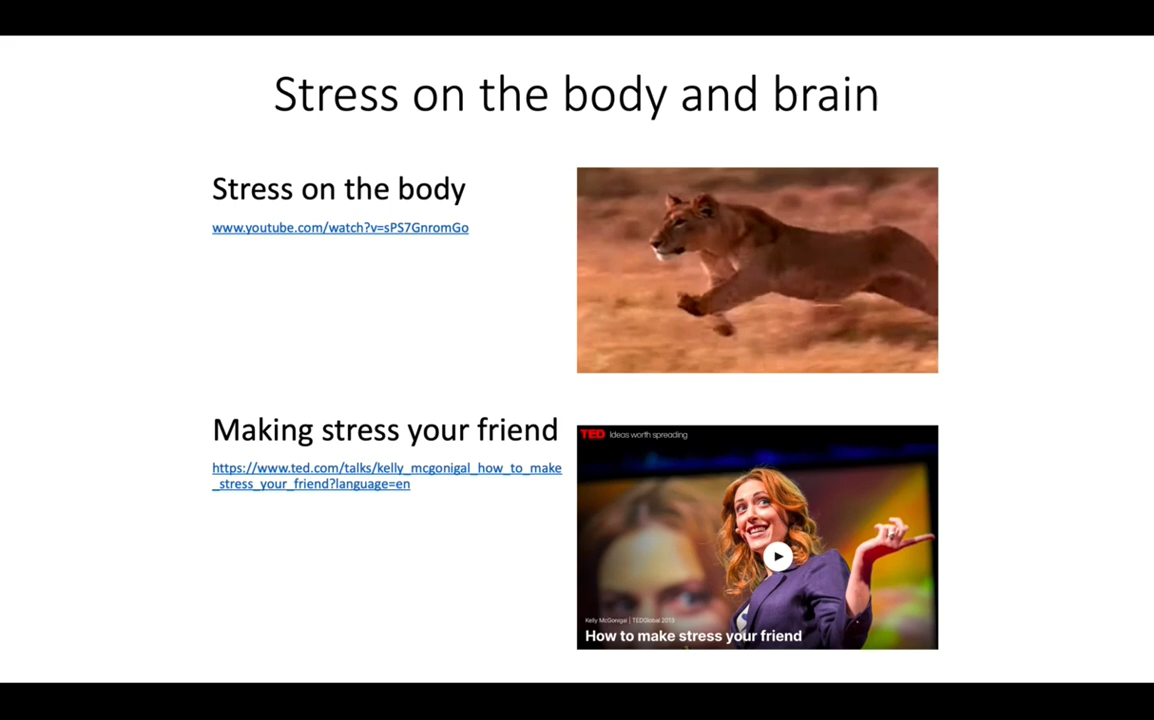 Stress on the body and brain
Stress on the body
www.youtube.com/watch?v=sPS7GnromGo
Making stress your friend
https://www.ted.com/talks/kelly_mcgonigal_how_to_make
_stress_your_friend?language=en
TED Ideas worth spreading
Kelly McGonigal | TEDGlobal 2013
How to make stress your friend